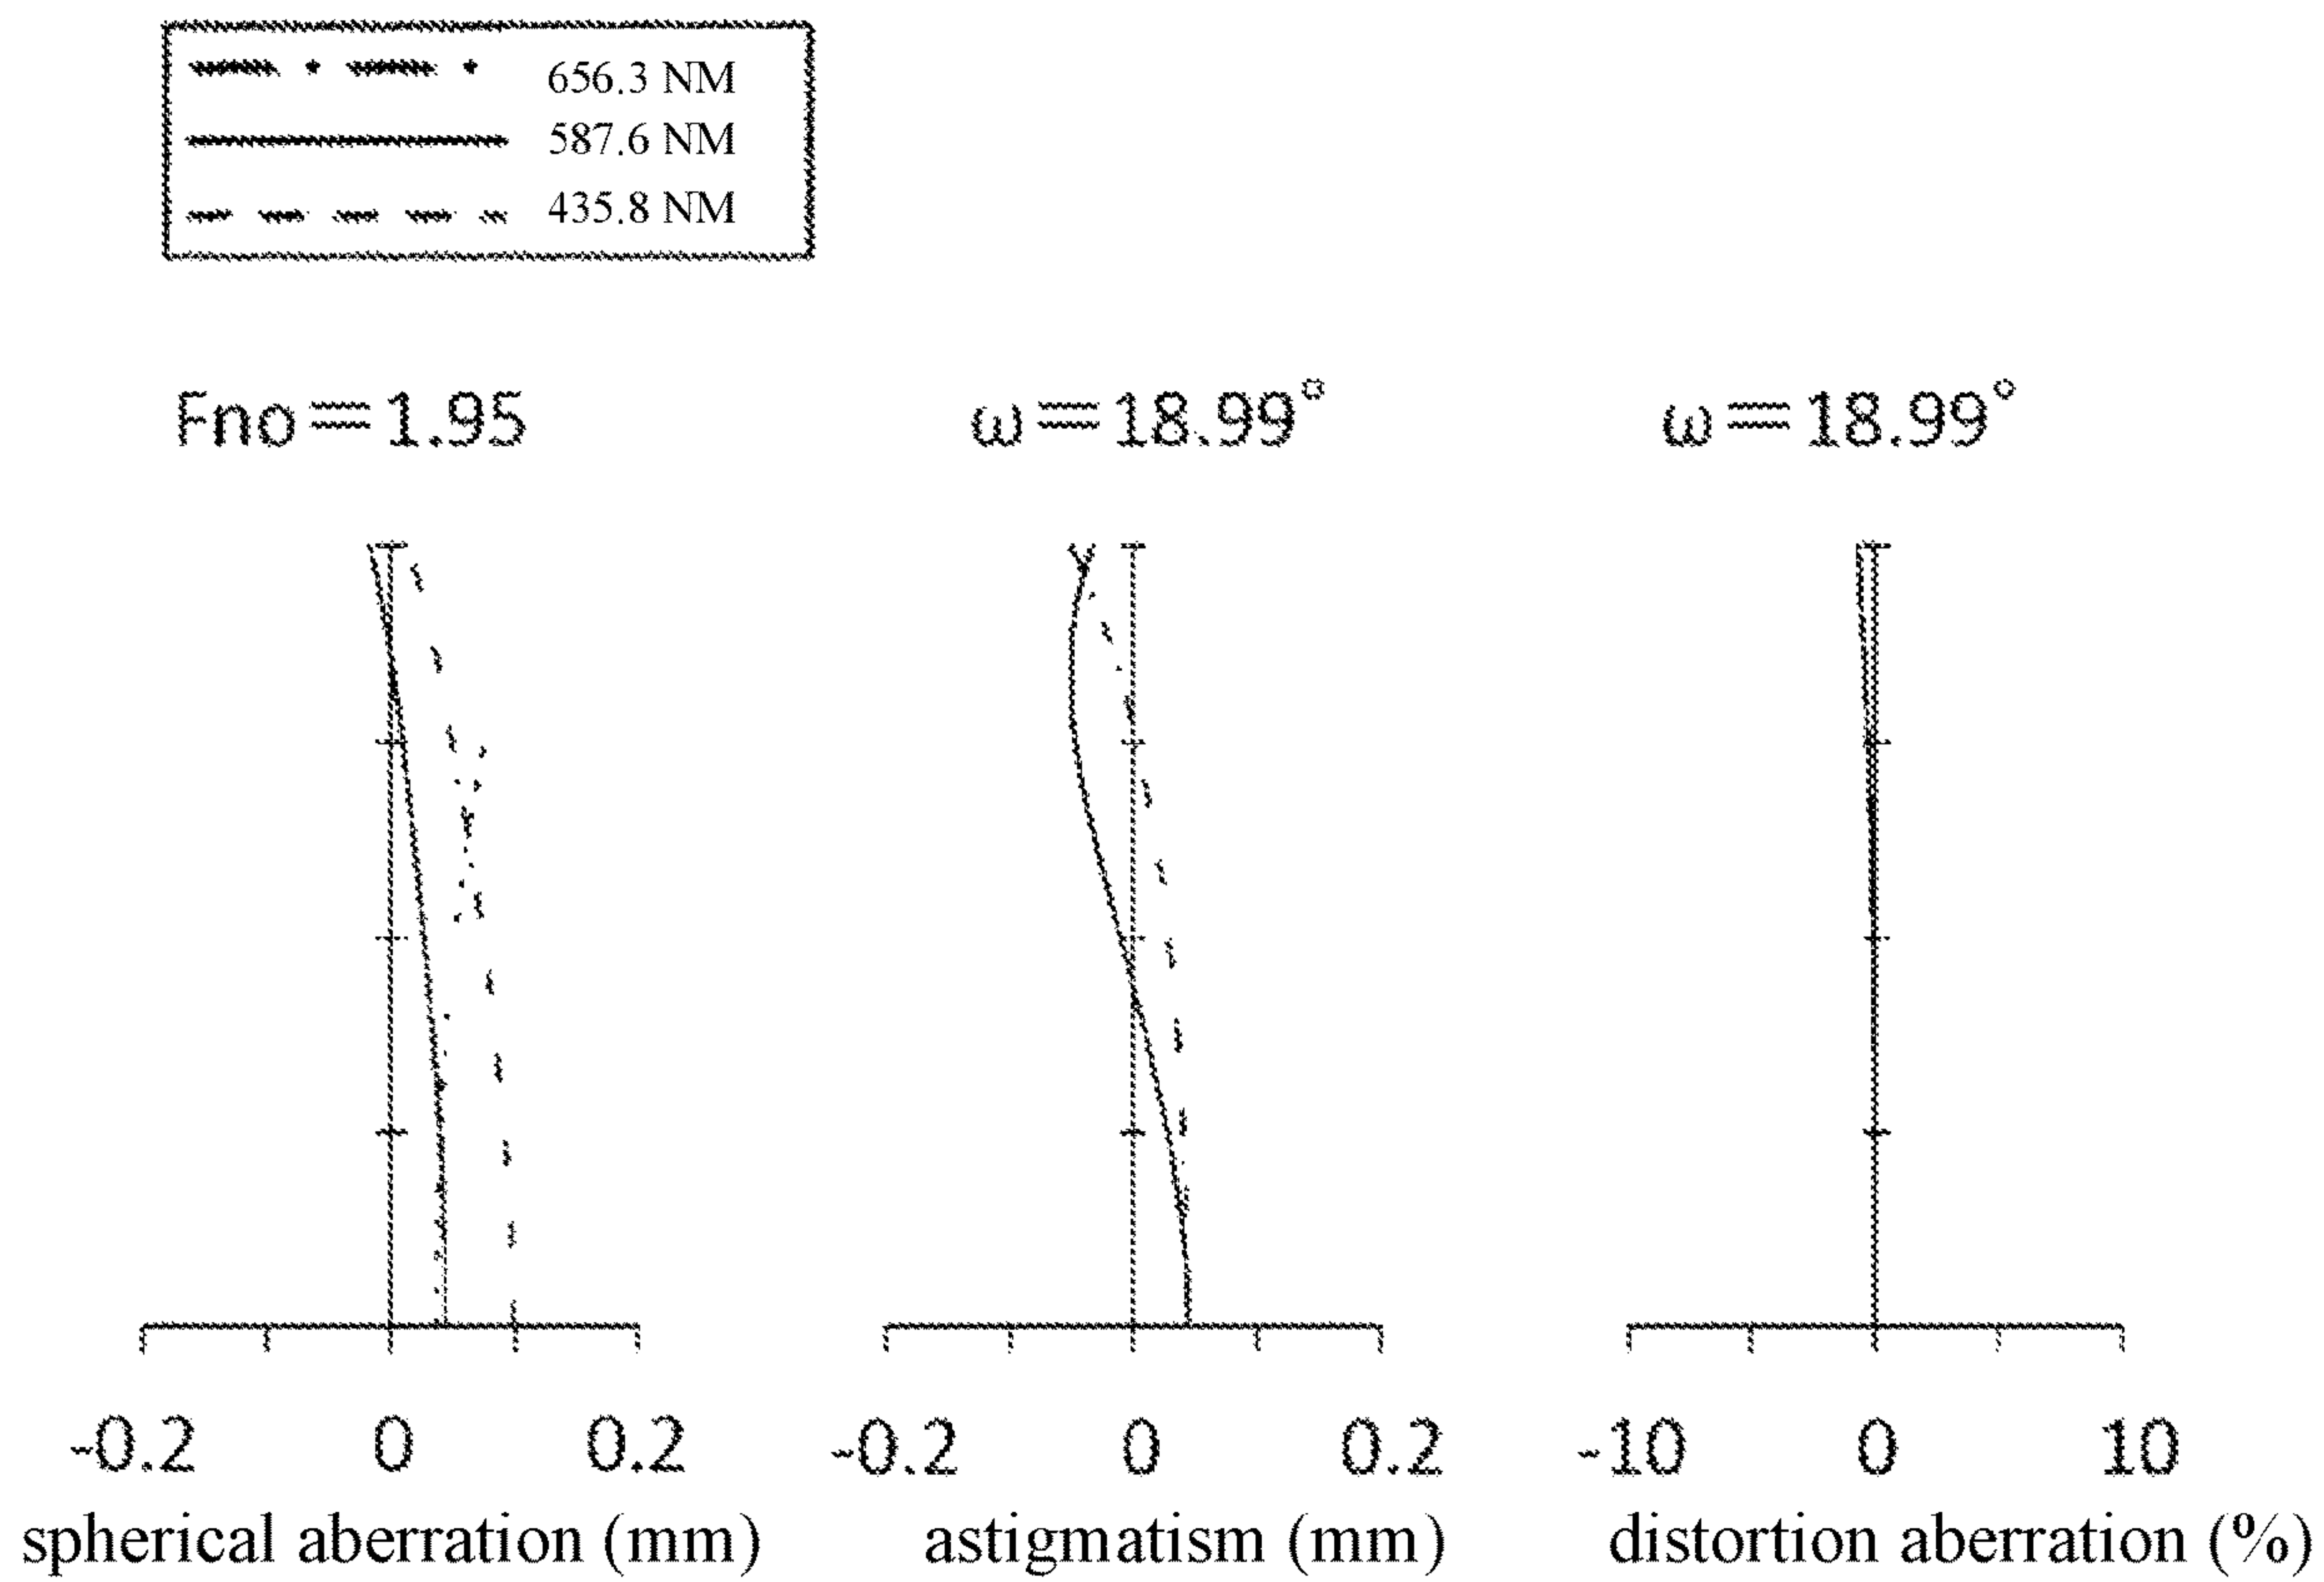 656.3 NM
587.6 NM
435.8 NM
Fno=1.95
ω=18.99°
ω=18.99°
-0.2 0 0.2
-0.2 0 0.2
-10 0 10
spherical aberration (mm)
astigmatism (mm)
distortion aberration (%)